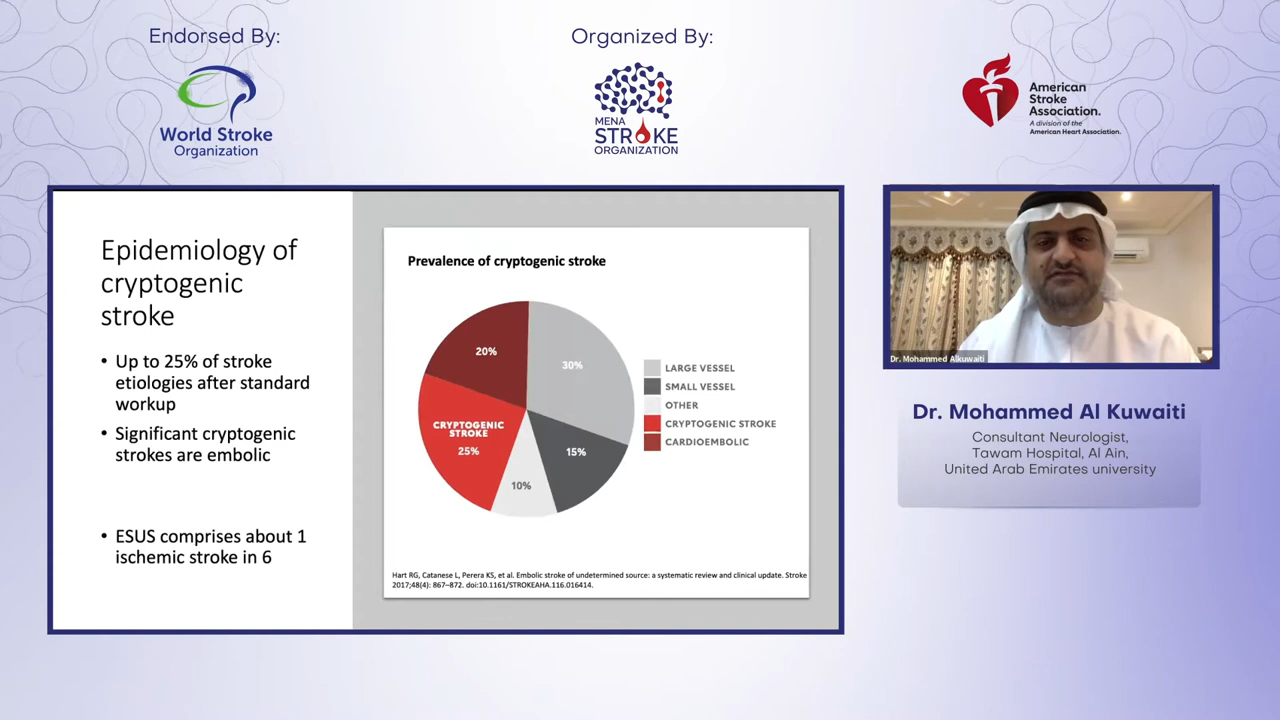 Endorsed By:
World Stroke
Organization
Organized By:
MENA
STROKE
ORGANIZATION
American
Stroke
Association.
A division of the
American Heart Association.
Epidemiology of
cryptogenic
stroke
• Up to 25% of stroke
etiologies after standard
workup
• Significant cryptogenic
strokes are embolic
• ESUS comprises about 1
ischemic stroke in 6
Prevalence of cryptogenic stroke
20%
30%
CRYPTOGENIC
STROKE
25%
15%
10%
LARGE VESSEL
SMALL VESSEL
OTHER
CRYPTOGENIC STROKE
CARDIOEMBOLIC
Hart RG, Catanese L, Perera KS, et al. Embolic stroke of undetermined source: a systematic review and clinical update. Stroke
2017;48(4): 867–872. doi:10.1161/STROKEAHA.116.016414.
Dr. Mohammed Alkuwaiti
Dr. Mohammed Al Kuwaiti
Consultant Neurologist,
Tawam Hospital, Al Ain,
United Arab Emirates university